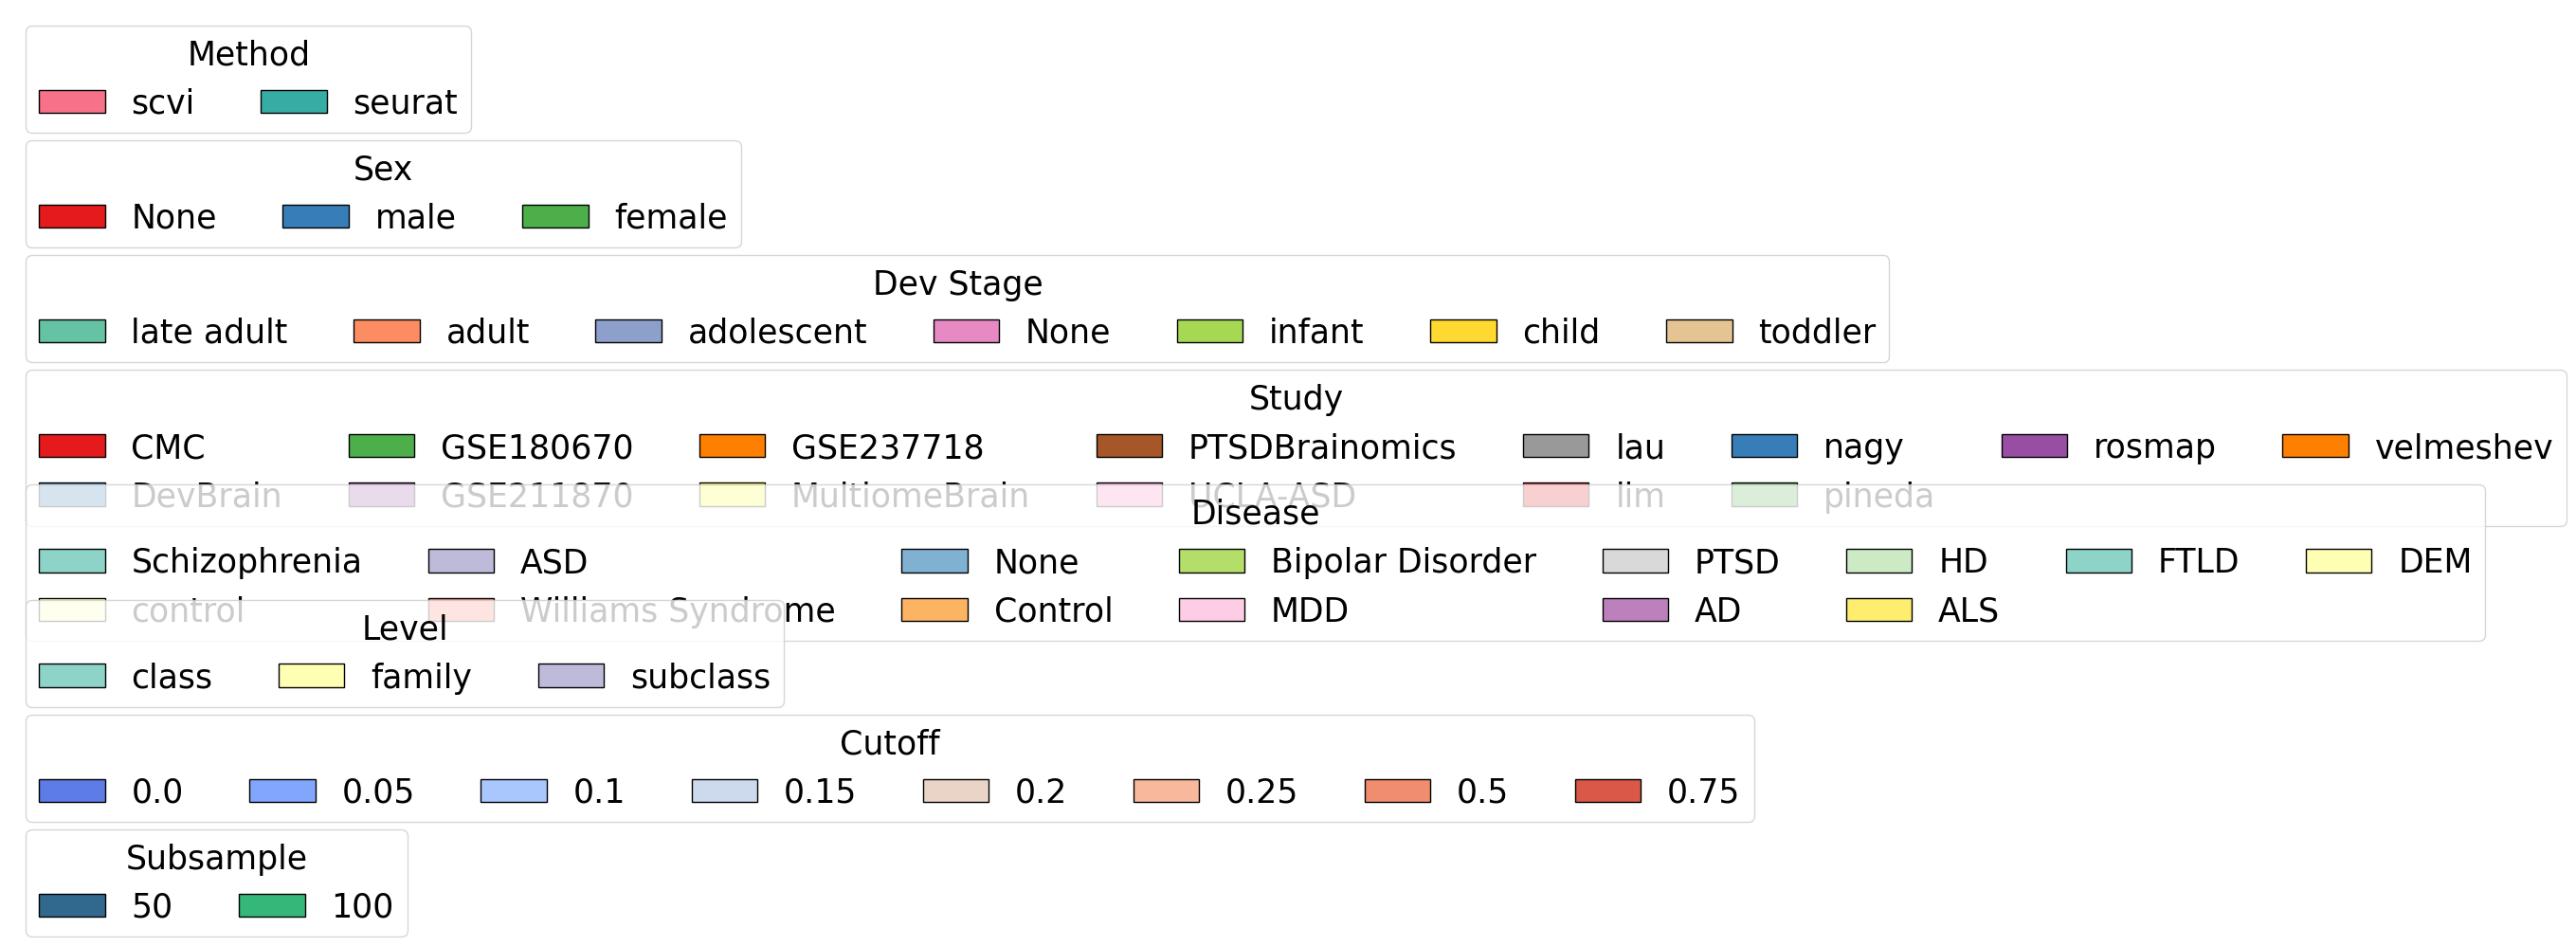 Method
scvi seurat
Sex
None male female
Dev Stage
late adult adult adolescent None infant child toddler
Study
CMC GSE180670 GSE237718 PTSDBrainomics lau nagy rosmap velmeshev
DevBrain GSE211870 MultiomeBrain UCLA-ASD lim pineda
Disease
Schizophrenia ASD None Bipolar Disorder PTSD HD FTLD DEM
control Williams Syndrome Control MDD AD ALS
Level
class family subclass
Cutoff
0.0 0.05 0.1 0.15 0.2 0.25 0.5 0.75
Subsample
50 100